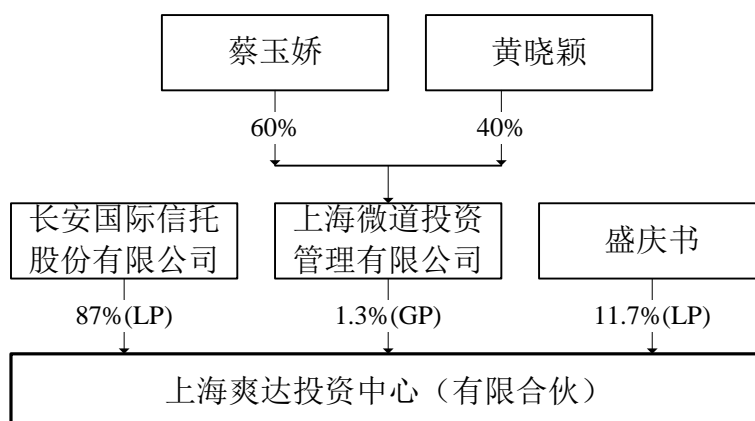 蔡玉娇
黄晓颖
60%
40%
长安国际信托
股份有限公司
上海微道投资
管理有限公司
盛庆书
87%(LP)
1.3%(GP)
11.7%(LP)
上海爽达投资中心（有限合伙）